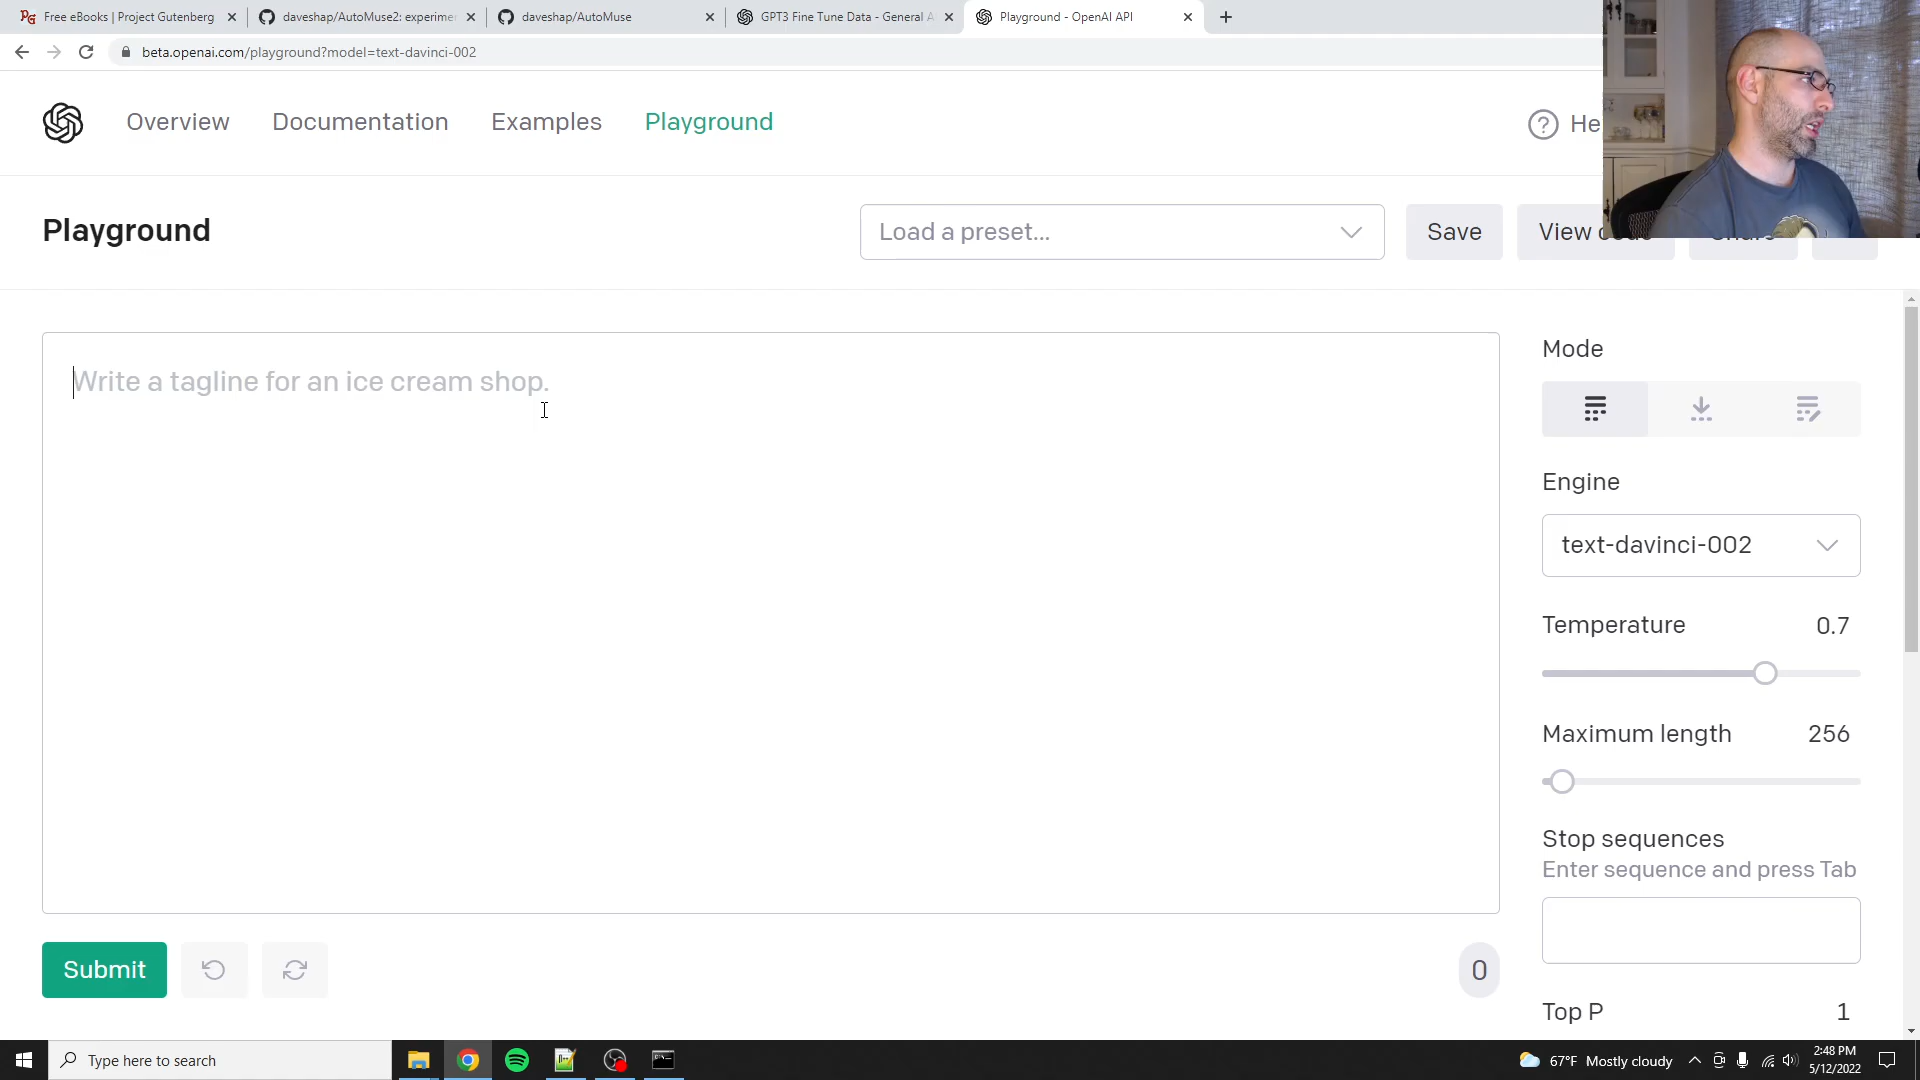 Free eBooks | Project Gutenberg
daveshap/AutoMuse2: experime
daveshap/AutoMuse
GPT3 Fine Tune Data - General A
Playground - OpenAI API
beta.openai.com/playground?model=text-davinci-002
Overview
Documentation
Examples
Playground
He
Playground
Load a preset...
Save
View code
Share
Write a tagline for an ice cream shop.
Mode
Engine
text-davinci-002
Temperature 0.7
Maximum length 256
Stop sequences
Enter sequence and press Tab
Submit
0
Top P 1
Type here to search
67°F Mostly cloudy
2:48 PM
5/12/2022